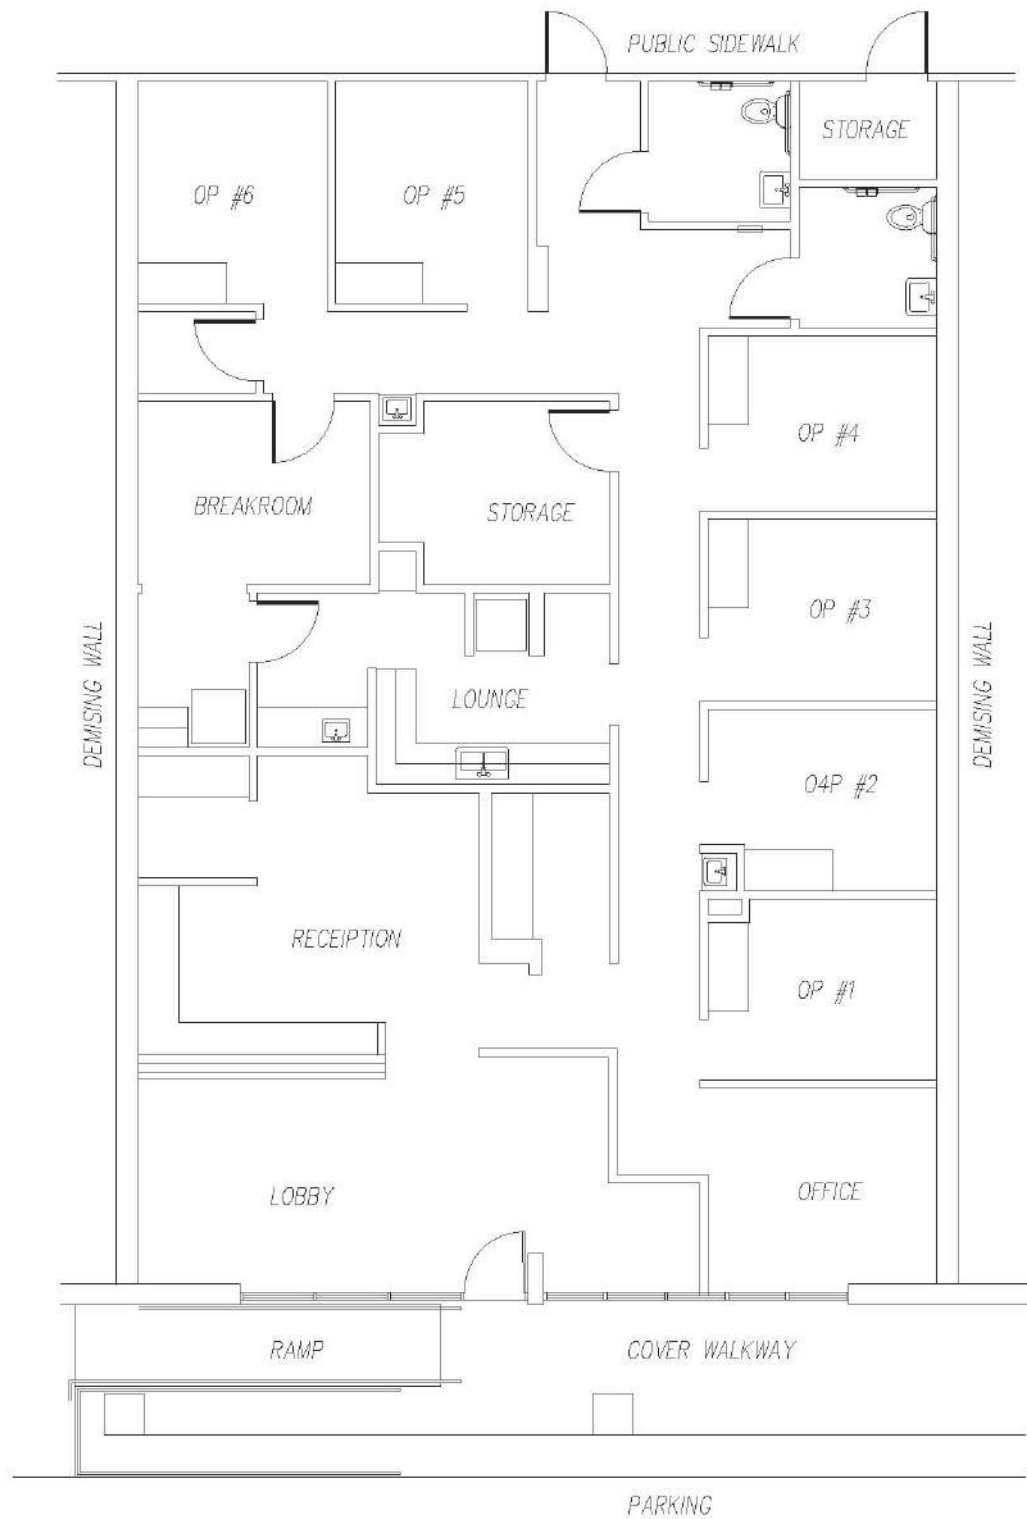 PUBLIC SIDEWALK
STORAGE
OP #6
OP #5
OP #4
BREAKROOM
STORAGE
OP #3
DEMISING WALL
DEMISING WALL
LOUNGE
O4P #2
RECEIPTION
OP #1
LOBBY
OFFICE
RAMP
COVER WALKWAY
PARKING